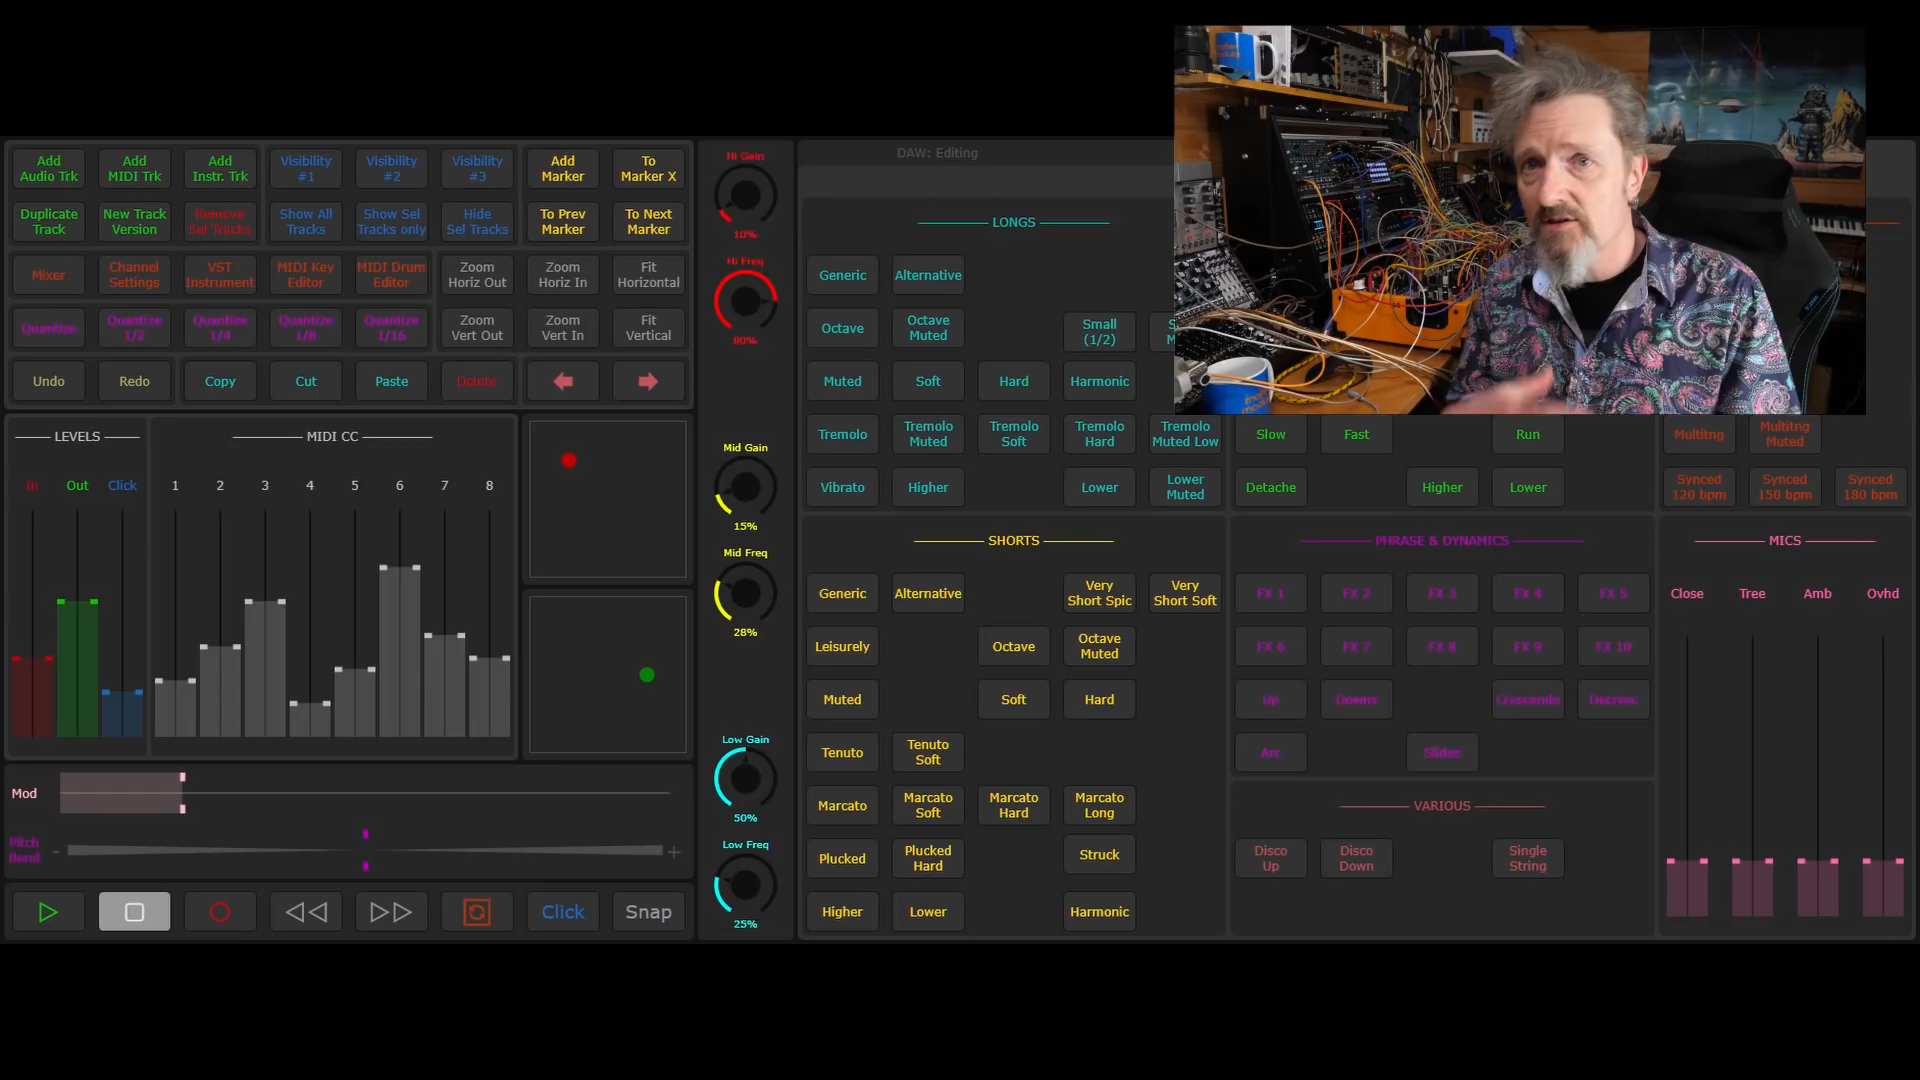 DAW: Editing
Add Audio Trk
Add MIDI Trk
Add Instr. Trk
Visibility #1
Visibility #2
Visibility #3
Add Marker
To Marker X
Duplicate Track
New Track Version
Remove Sel Tracks
Show All Tracks
Show Sel Tracks only
Hide Sel Tracks
To Prev Marker
To Next Marker
Mixer
Channel Settings
VST Instrument
MIDI Key Editor
MIDI Drum Editor
Zoom Horiz Out
Zoom Horiz In
Fit Horizontal
Quantize
Quantize 1/2
Quantize 1/4
Quantize 1/8
Quantize 1/16
Zoom Vert Out
Zoom Vert In
Fit Vertical
Undo
Redo
Copy
Cut
Paste
Delete
LEVELS
In
Out
Click
MIDI CC
1
2
3
4
5
6
7
8
Mod
Pitch Bend
-
+
Click
Snap
Hi Gain
10%
Hi Freq
80%
Mid Gain
15%
Mid Freq
28%
Low Gain
50%
Low Freq
25%
LONGS
Generic
Alternative
Octave
Octave Muted
Small (1/2)
Muted
Soft
Hard
Harmonic
Tremolo
Tremolo Muted
Tremolo Soft
Tremolo Hard
Tremolo Muted Low
Vibrato
Higher
Lower
Lower Muted
Slow
Fast
Run
Detache
Higher
Lower
Multitng
Multitng Muted
Synced 120 bpm
Synced 150 bpm
Synced 180 bpm
SHORTS
Generic
Alternative
Very Short Spic
Very Short Soft
Leisurely
Octave
Octave Muted
Muted
Soft
Hard
Tenuto
Tenuto Soft
Marcato
Marcato Soft
Marcato Hard
Marcato Long
Plucked
Plucked Hard
Struck
Higher
Lower
Harmonic
PHRASE & DYNAMICS
FX 1
FX 2
FX 3
FX 4
FX 5
FX 6
FX 7
FX 8
FX 9
FX 10
Up
Downs
Crescendo
Decresc
Arc
Slides
VARIOUS
Disco Up
Disco Down
Single String
MICS
Close
Tree
Amb
Ovhd